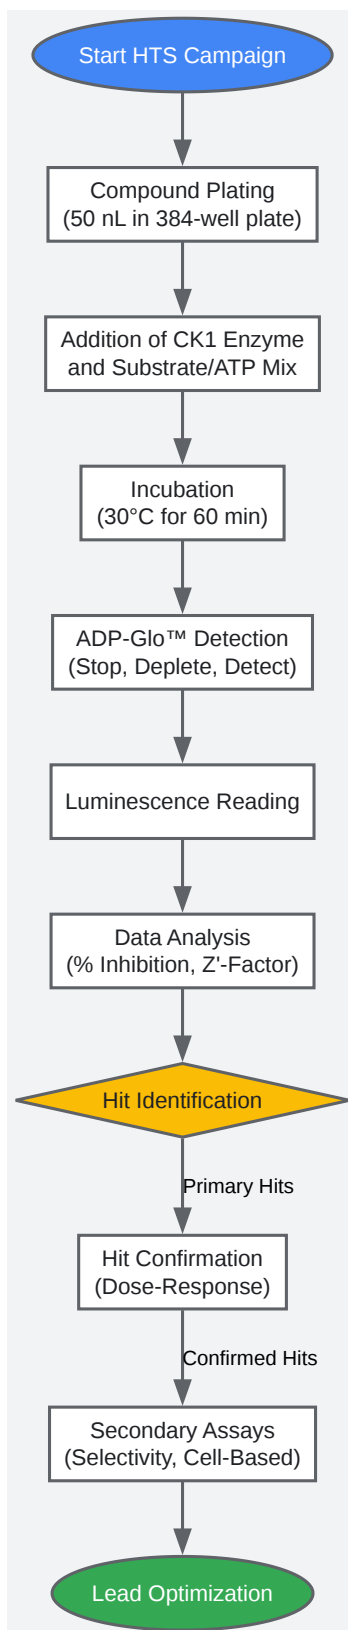 Start HTS Campaign
Compound Plating
(50 nL in 384-well plate)
Addition of CK1 Enzyme
and Substrate/ATP Mix
Incubation
(30°C for 60 min)
ADP-Glo™ Detection
(Stop, Deplete, Detect)
Luminescence Reading
Data Analysis
(% Inhibition, Z'-Factor)
Hit Identification
Primary Hits
Hit Confirmation
(Dose-Response)
Confirmed Hits
Secondary Assays
(Selectivity, Cell-Based)
Lead Optimization